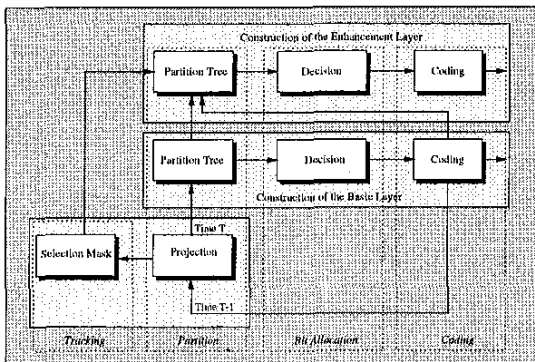 Construction of the Enhancement Layer
Partition Tree
Decision
Coding
Partition Tree
Decision
Coding
Construction of the Basic Layer
Time T
Selection Mask
Projection
Time T-1
Tracking
Partition
Bit Allocation
Coding